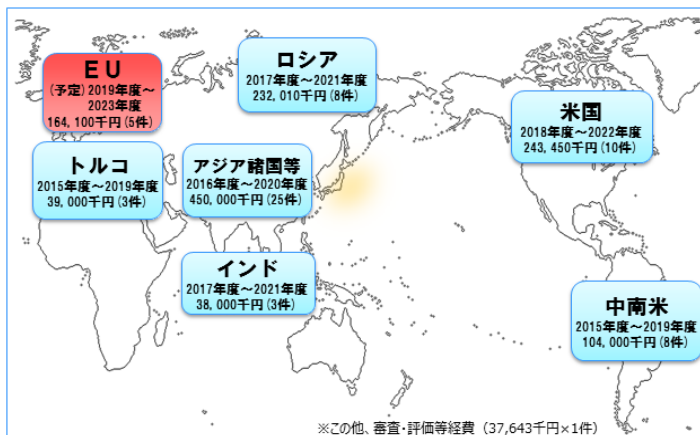 EU
(予定)2019年度～
2023年度
164,100千円(5件)
ロシア
2017年度～2021年度
232,010千円(8件)
米国
2018年度～2022年度
243,450千円(10件)
トルコ
2015年度～2019年度
39,000千円(3件)
アジア諸国等
2016年度～2020年度
450,000千円(25件)
インド
2017年度～2021年度
38,000千円(3件)
中南米
2015年度～2019年度
104,000千円(8件)
※この他、審査・評価等経費（37,643千円×1件）